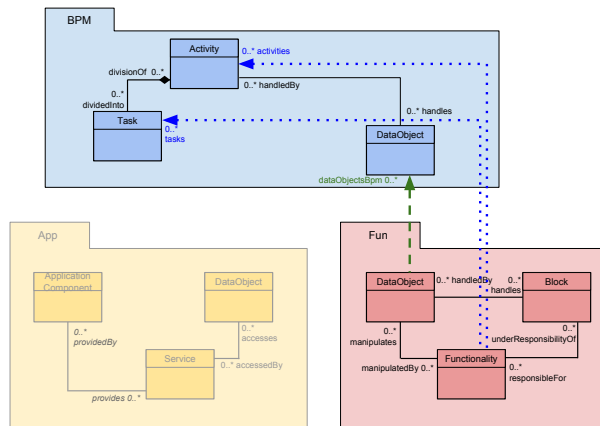 BPM
Activity
0..* activities
divisionOf 0..*
0..* handledBy
0..*
dividedInto
0..* handles
Task
0..*
tasks
DataObject
dataObjectsBpm 0..*
App
Application
Component
DataObject
0..*
providedBy
0..*
accesses
Service
0..* accessedBy
provides 0..*
Fun
DataObject
0..* handledBy
0..*
handles
Block
0..*
manipulates
0..*
underResponsibilityOf
Functionality
manipulatedBy 0..*
0..*
responsibleFor